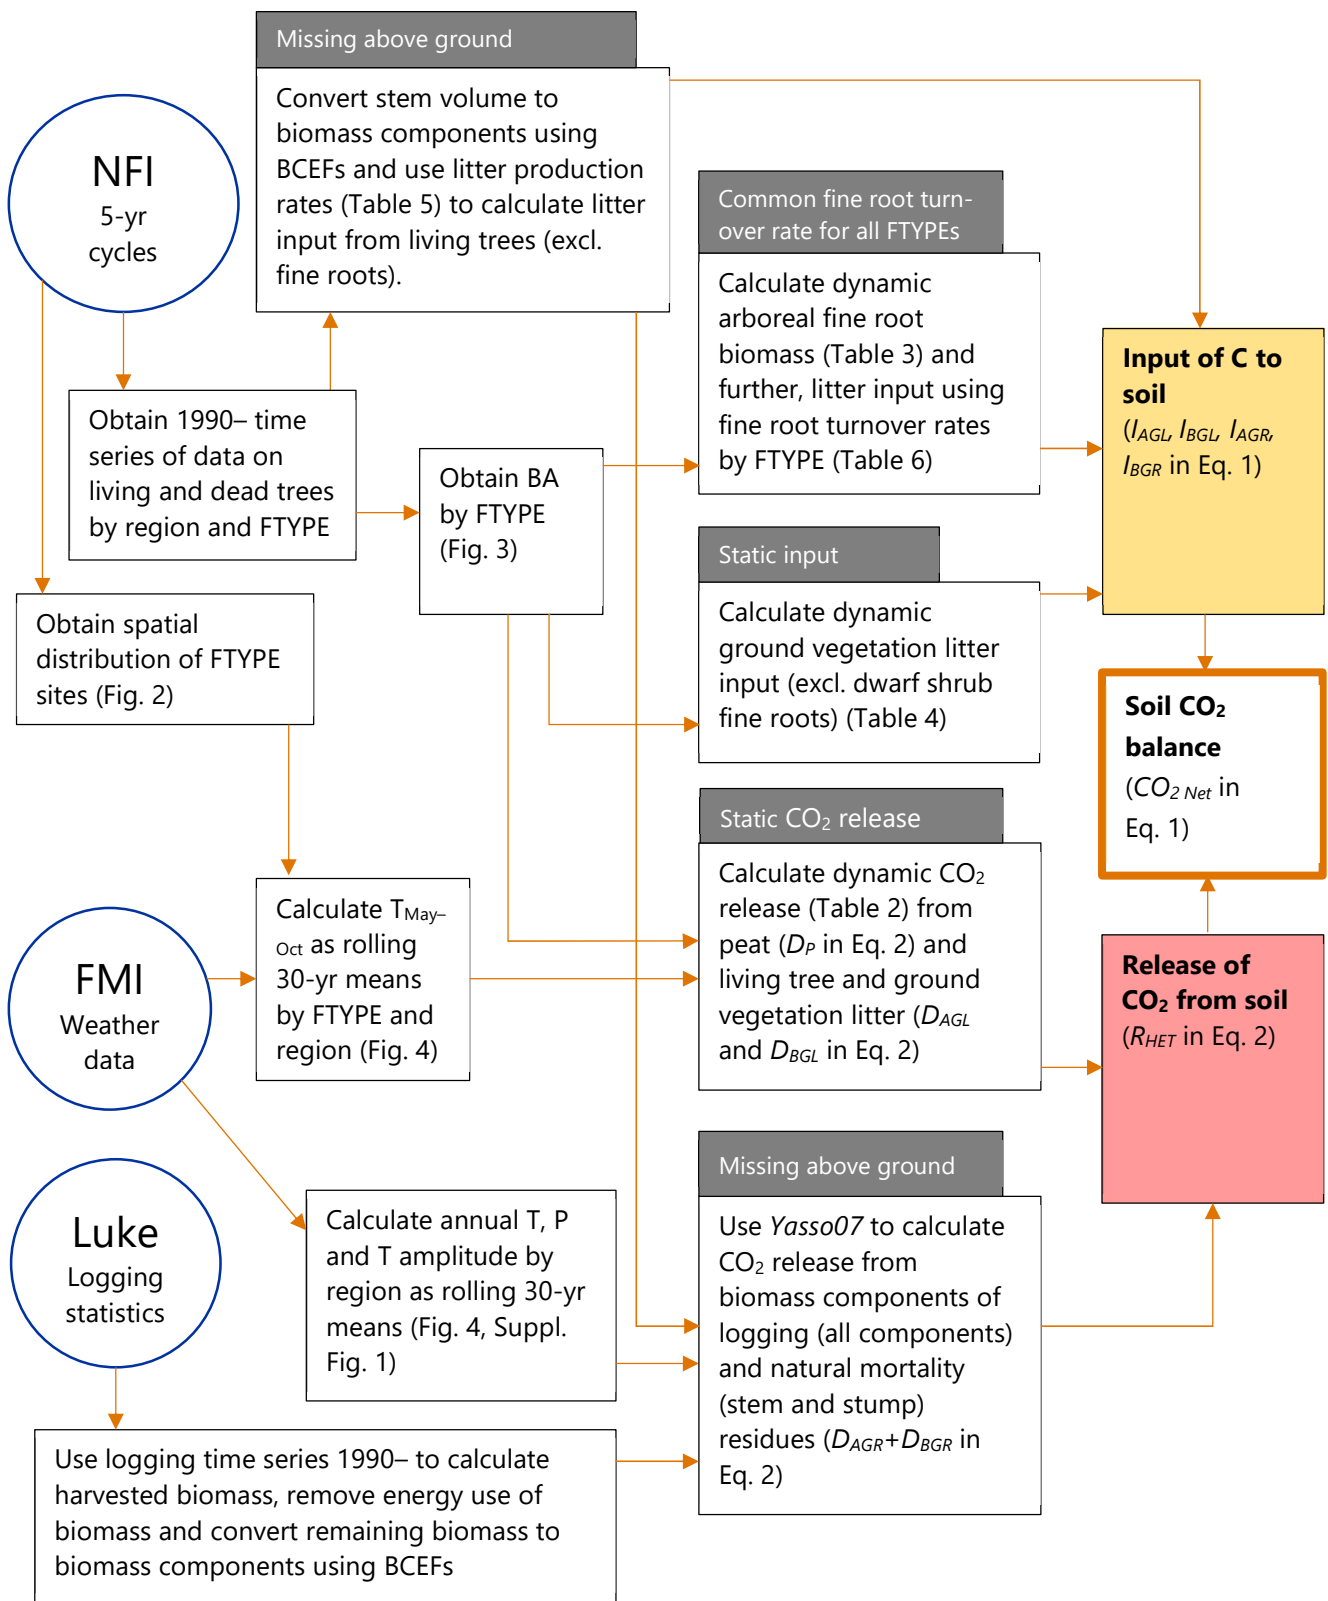 Missing above ground
Convert stem volume to
biomass components using
BCEFs and use litter production
rates (Table 5) to calculate litter
input from living trees (excl.
fine roots).
NFI
5-yr
cycles
Common fine root turn-
over rate for all FTYPEs
Calculate dynamic
arboreal fine root
biomass (Table 3) and
further, litter input using
fine root turnover rates
by FTYPE (Table 6)
Input of C to
soil
(I_AGL, I_BGL, I_AGR,
I_BGR in Eq. 1)
Obtain 1990– time
series of data on
living and dead trees
by region and FTYPE
Obtain BA
by FTYPE
(Fig. 3)
Static input
Calculate dynamic
ground vegetation litter
input (excl. dwarf shrub
fine roots) (Table 4)
Obtain spatial
distribution of FTYPE
sites (Fig. 2)
Soil CO₂
balance
(CO₂ Net in
Eq. 1)
Static CO₂ release
Calculate dynamic CO₂
release (Table 2) from
peat (D_P in Eq. 2) and
living tree and ground
vegetation litter (D_AGL
and D_BGL in Eq. 2)
FMI
Weather
data
Calculate T_May–
Oct as rolling
30-yr means
by FTYPE and
region (Fig. 4)
Release of
CO₂ from soil
(R_HET in Eq. 2)
Missing above ground
Use Yasso07 to calculate
CO₂ release from
biomass components of
logging (all components)
and natural mortality
(stem and stump)
residues (D_AGR+D_BGR in
Eq. 2)
Luke
Logging
statistics
Calculate annual T, P
and T amplitude by
region as rolling 30-yr
means (Fig. 4, Suppl.
Fig. 1)
Use logging time series 1990– to calculate
harvested biomass, remove energy use of
biomass and convert remaining biomass to
biomass components using BCEFs